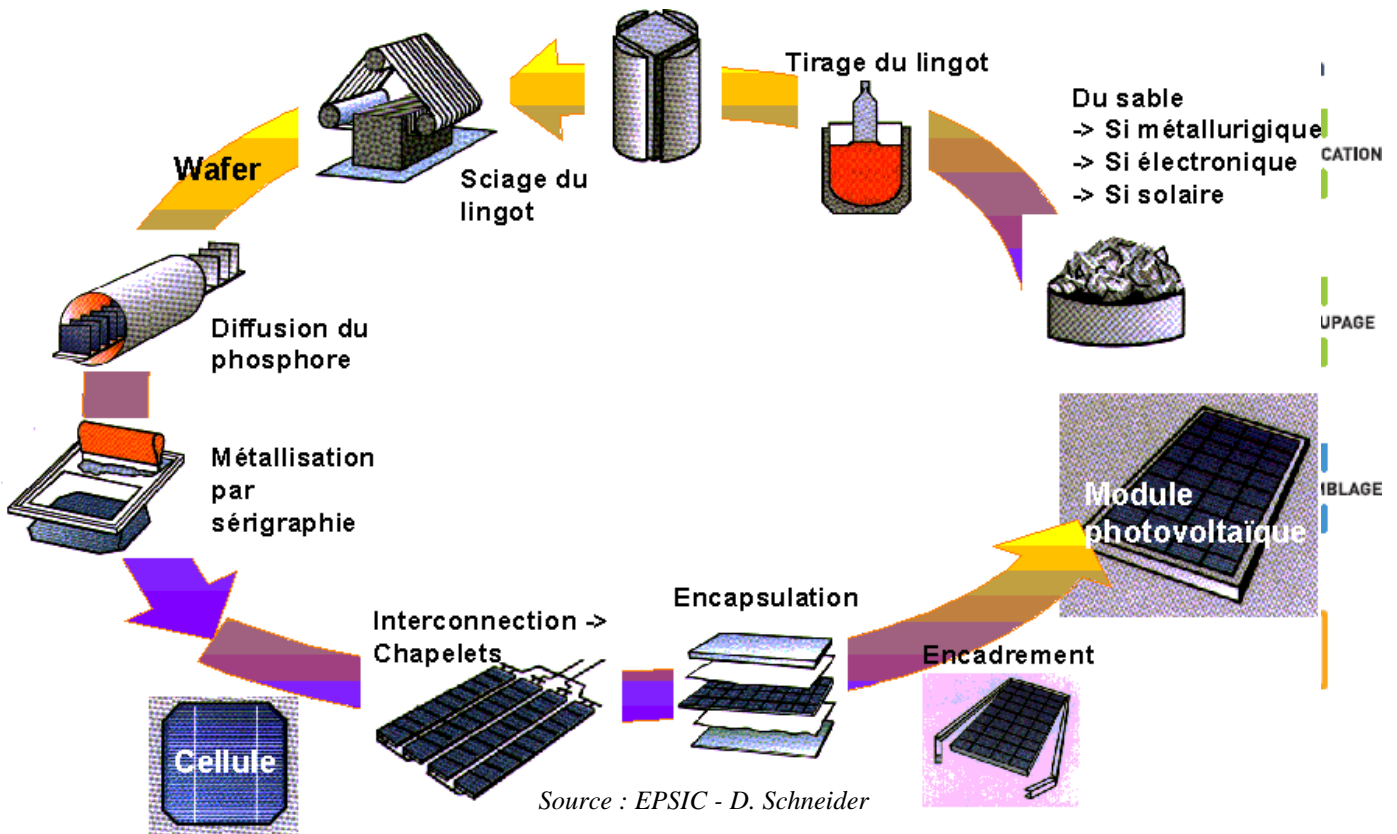 Tirage du lingot
Du sable
-> Si métallurigique
-> Si électronique
-> Si solaire
Sciage du
lingot
Wafer
Diffusion du
phosphore
Métallisation
par
sérigraphie
Cellule
Interconnection ->
Chapelets
Encapsulation
Encadrement
Module
photovoltaïque
Source : EPSIC - D. Schneider
CATION
UPAGE
MBLAGE